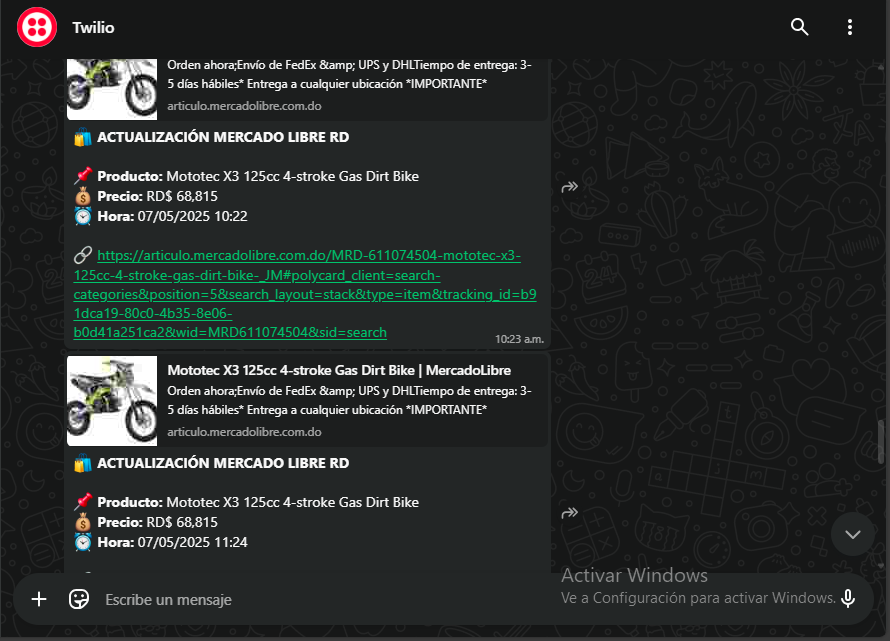 Twilio
Orden ahora;Envío de FedEx &amp; UPS y DHLTiempo de entrega: 3-
5 días hábiles* Entrega a cualquier ubicación *IMPORTANTE*
articulo.mercadolibre.com.do
ACTUALIZACIÓN MERCADO LIBRE RD
Producto: Mototec X3 125cc 4-stroke Gas Dirt Bike
Precio: RD$ 68,815
Hora: 07/05/2025 10:22
https://articulo.mercadolibre.com.do/MRD-611074504-mototec-x3-
125cc-4-stroke-gas-dirt-bike-_JM#polycard_client=search-
categories&position=5&search_layout=stack&type=item&tracking_id=b9
1dca19-80c0-4b35-8e06-
b0d41a251ca2&wid=MRD611074504&sid=search
10:23 a.m.
Mototec X3 125cc 4-stroke Gas Dirt Bike | MercadoLibre
Orden ahora;Envío de FedEx &amp; UPS y DHLTiempo de entrega: 3-
5 días hábiles* Entrega a cualquier ubicación *IMPORTANTE*
articulo.mercadolibre.com.do
ACTUALIZACIÓN MERCADO LIBRE RD
Producto: Mototec X3 125cc 4-stroke Gas Dirt Bike
Precio: RD$ 68,815
Hora: 07/05/2025 11:24
Activar Windows
Ve a Configuración para activar Windows.
Escribe un mensaje